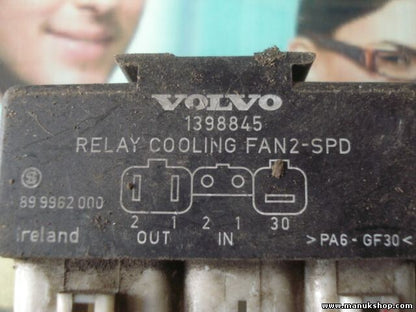 VOLVO
1398845
RELAY COOLING FAN2-SPD
89 9962 000
2 1 2 1 30
ireland OUT IN >PA6-GF30<
www.manukshop.com